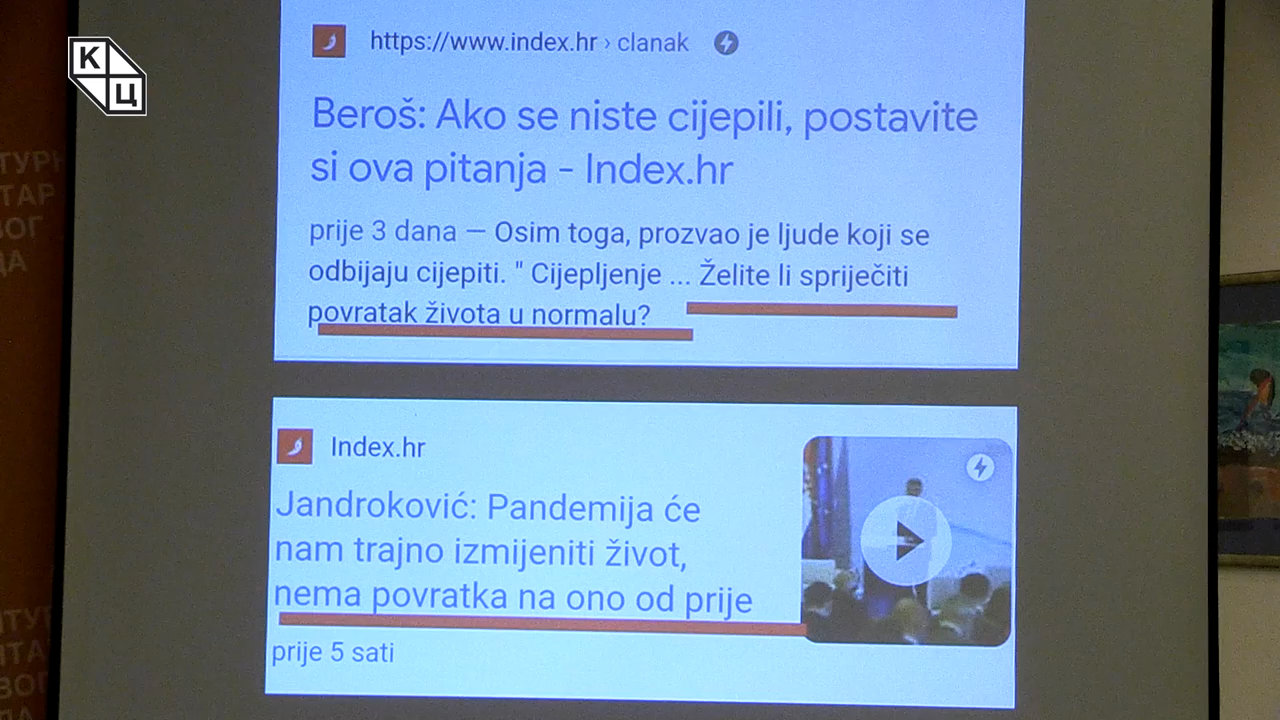 К
Ц
https://www.index.hr › clanak
Beroš: Ako se niste cijepili, postavite
si ova pitanja - Index.hr
prije 3 dana — Osim toga, prozvao je ljude koji se
odbijaju cijepiti. " Cijepljenje ... Želite li spriječiti
povratak života u normalu?
Index.hr
Jandroković: Pandemija će
nam trajno izmijeniti život,
nema povratka na ono od prije
prije 5 sati